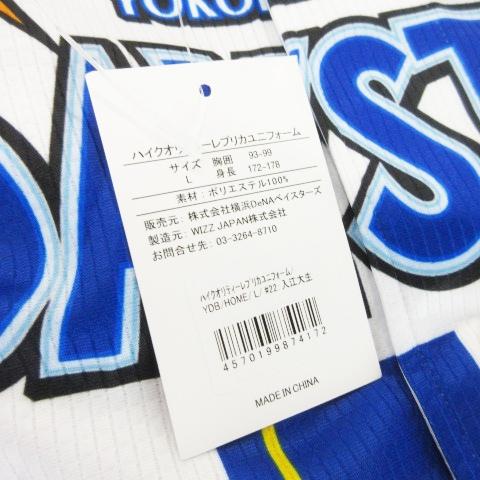 YOKO
BAYST
ハイクオリティーレプリカユニフォーム
サイズ 胸囲 93-99
L 身長 172-178
素材: ポリエステル100%
販売元: 株式会社横浜DeNAベイスターズ
製造元: WIZZ JAPAN株式会社
お問合せ先: 03-3264-8710
ハイクオリティーレプリカユニフォーム/
YDB/HOME/L/#22 入江大生
4570199874172
MADE IN CHINA